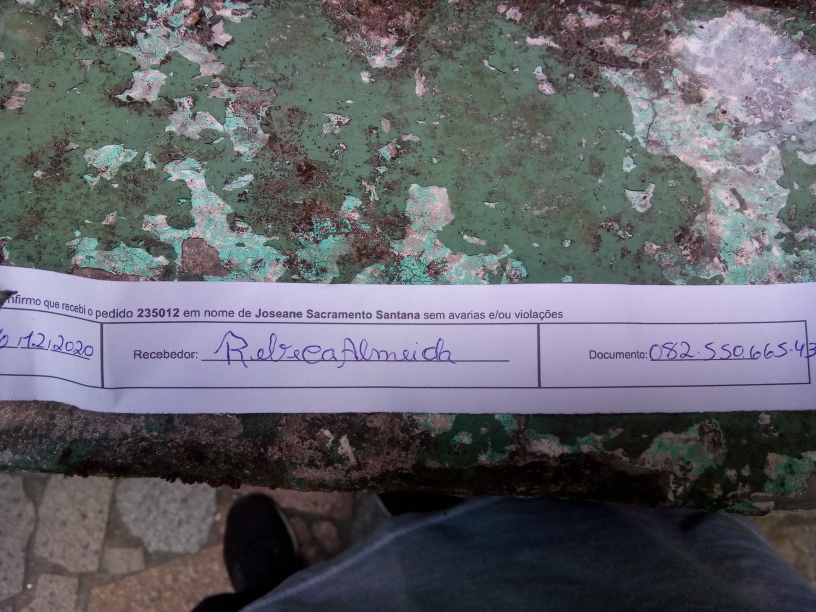 onfirmo que recebi o pedido 235012 em nome de Joseane Sacramento Santana sem avarias e/ou violações
12,2020 Recebedor: Rebeca Almeida Documento: 082.550.665-43